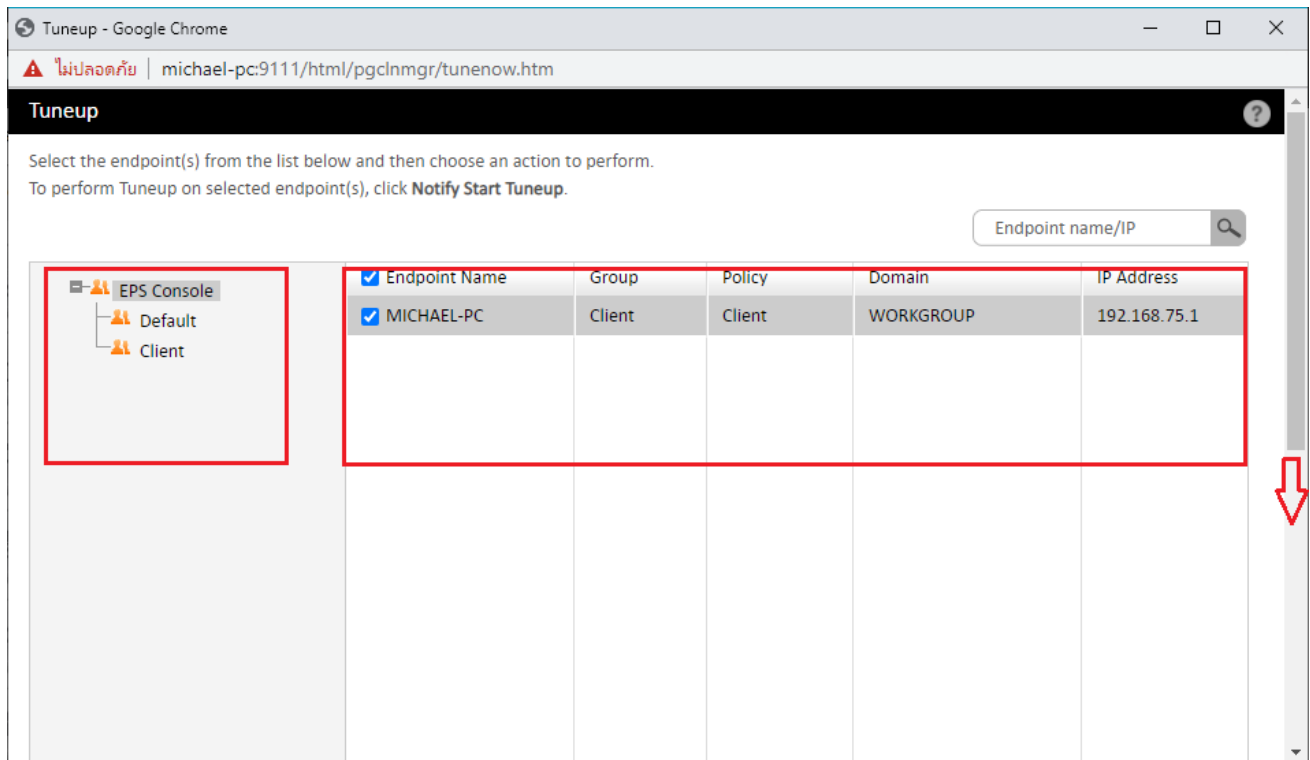 Tuneup - Google Chrome
ไม่ปลอดภัย | michael-pc:9111/html/pgclnmgr/tunenow.htm
Tuneup
?
Select the endpoint(s) from the list below and then choose an action to perform.
To perform Tuneup on selected endpoint(s), click Notify Start Tuneup.
Endpoint name/IP
EPS Console
Default
Client
Endpoint Name Group Policy Domain IP Address
MICHAEL-PC Client Client WORKGROUP 192.168.75.1